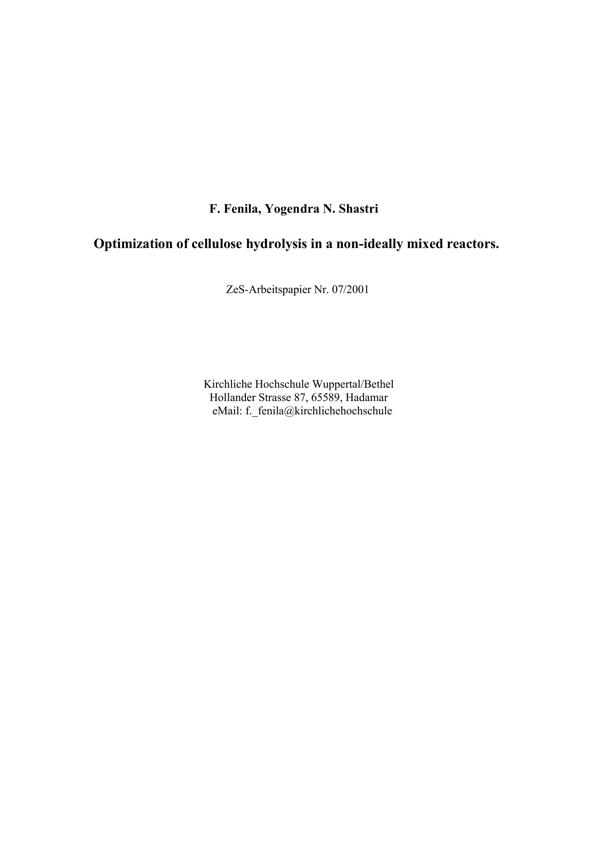 F. Fenila, Yogendra N. Shastri
Optimization of cellulose hydrolysis in a non-ideally mixed reactors.
ZeS-Arbeitspapier Nr. 07/2001
Kirchliche Hochschule Wuppertal/Bethel
Hollander Strasse 87, 65589, Hadamar
eMail: f._fenila@kirchlichehochschule